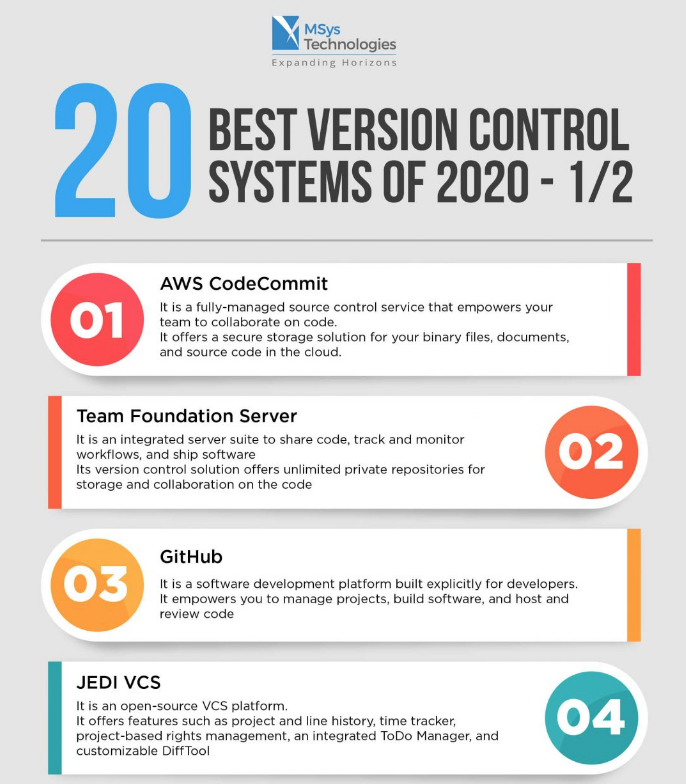 MSys
Technologies
Expanding Horizons
20
BEST VERSION CONTROL
SYSTEMS OF 2020 - 1/2
01
AWS CodeCommit
It is a fully-managed source control service that empowers your
team to collaborate on code.
It offers a secure storage solution for your binary files, documents,
and source code in the cloud.
Team Foundation Server
It is an integrated server suite to share code, track and monitor
workflows, and ship software
Its version control solution offers unlimited private repositories for
storage and collaboration on the code
02
03
GitHub
It is a software development platform built explicitly for developers.
It empowers you to manage projects, build software, and host and
review code
JEDI VCS
It is an open-source VCS platform.
It offers features such as project and line history, time tracker,
project-based rights management, an integrated ToDo Manager, and
customizable DiffTool
04